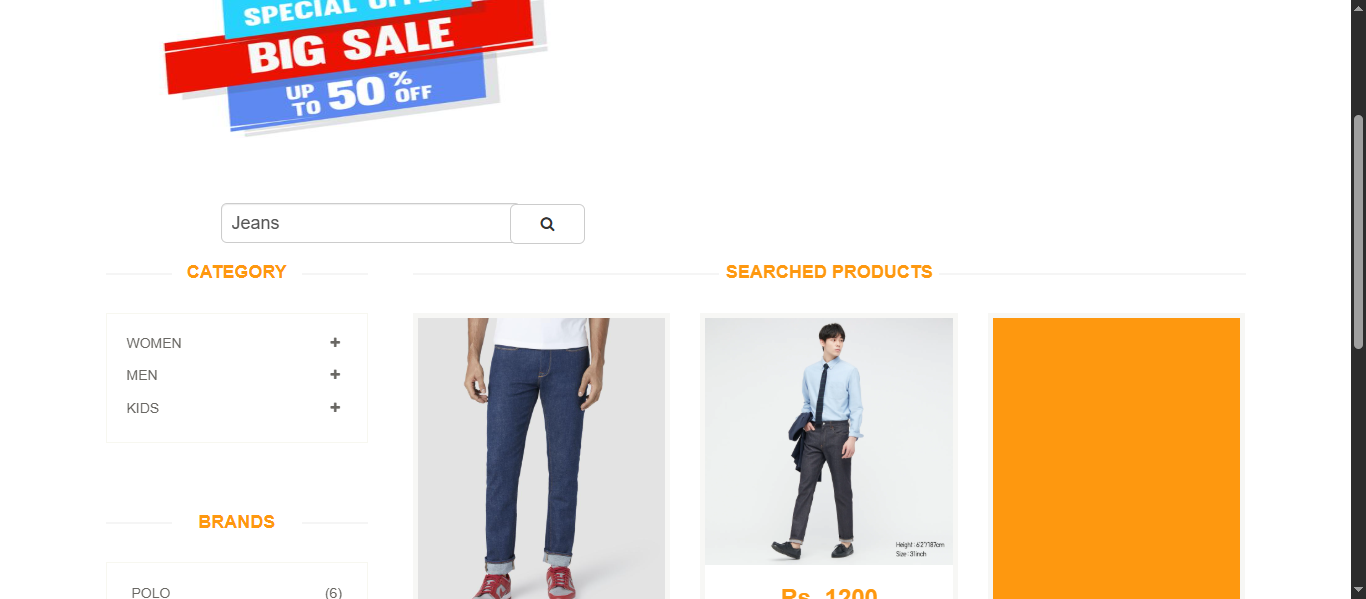 SPECIAL OFFER
BIG SALE
UP TO 50 % OFF
Jeans
CATEGORY
SEARCHED PRODUCTS
WOMEN
MEN
KIDS
Height : 6'2"/187cm
Size : 31inch
BRANDS
POLO (6)
Rs. 1200